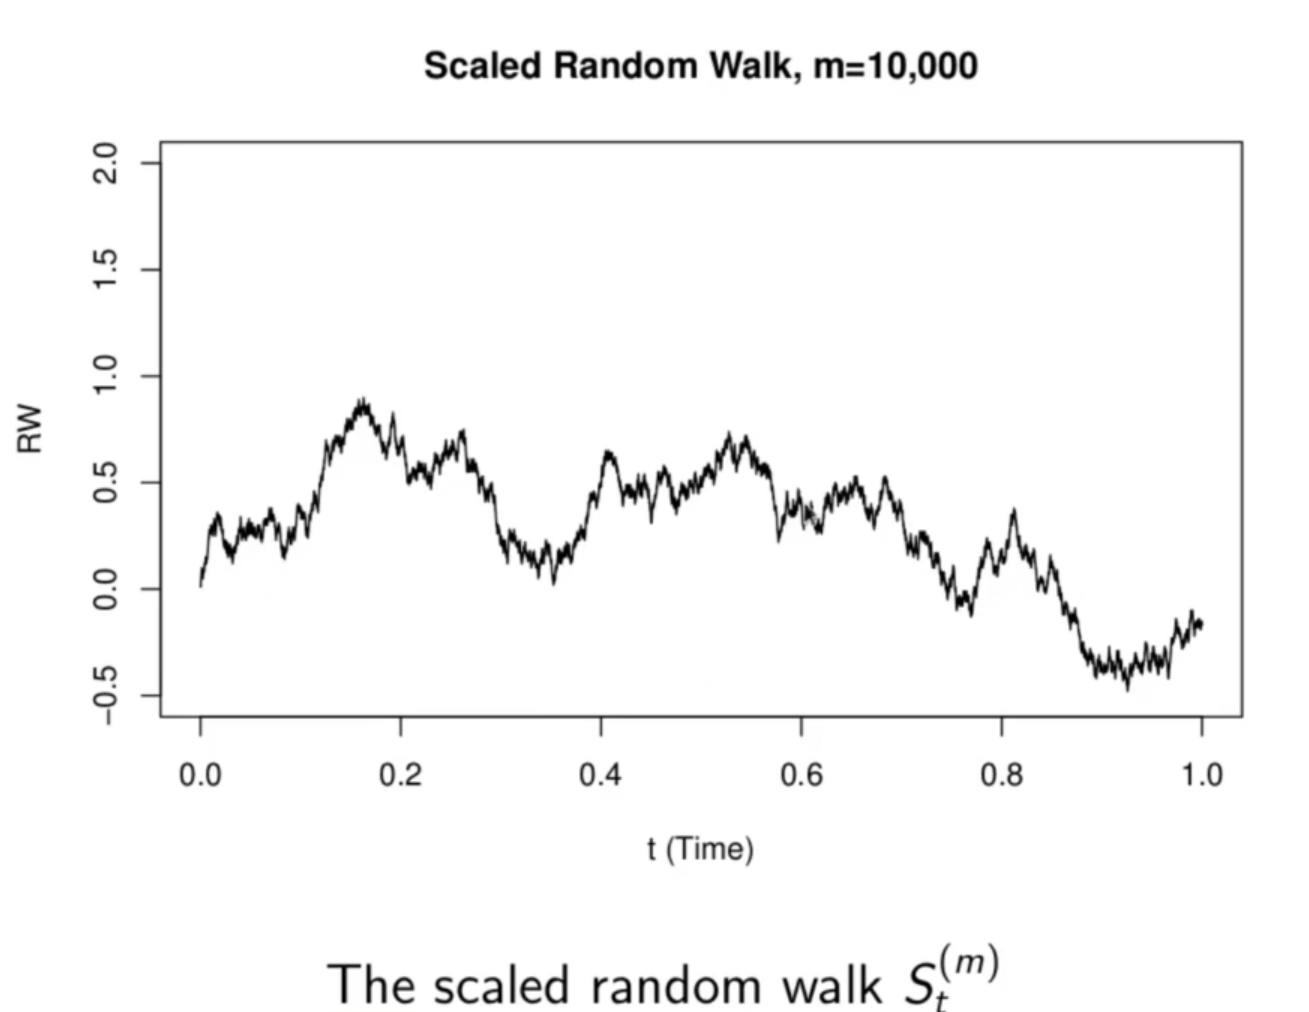 Scaled Random Walk, m=10,000
2.0
1.5
1.0
0.5
0.0
−0.5
RW
0.0 0.2 0.4 0.6 0.8 1.0
t (Time)
The scaled random walk S_t^{(m)}